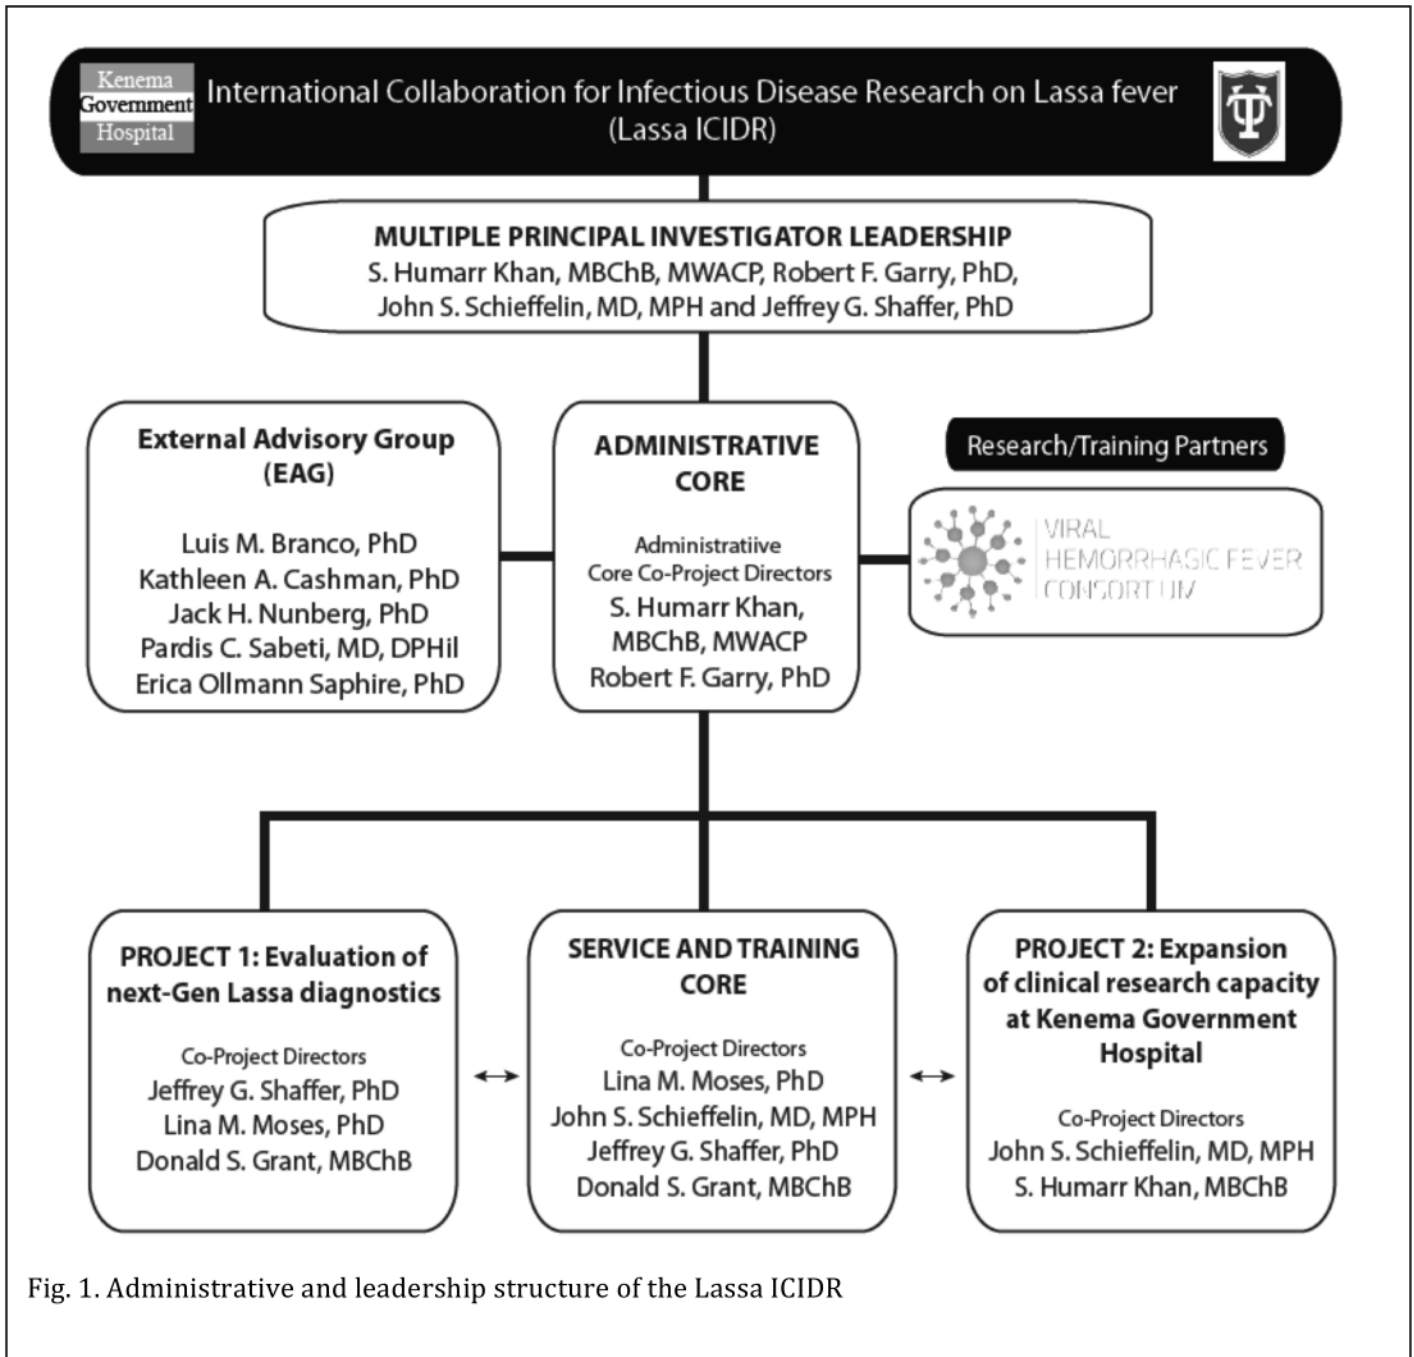 Kenema
Government
Hospital
International Collaboration for Infectious Disease Research on Lassa fever
(Lassa ICIDR)
MULTIPLE PRINCIPAL INVESTIGATOR LEADERSHIP
S. Humarr Khan, MBChB, MWACP, Robert F. Garry, PhD,
John S. Schieffelin, MD, MPH and Jeffrey G. Shaffer, PhD
External Advisory Group
(EAG)
Luis M. Branco, PhD
Kathleen A. Cashman, PhD
Jack H. Nunberg, PhD
Pardis C. Sabeti, MD, DPHil
Erica Ollmann Saphire, PhD
ADMINISTRATIVE
CORE
Administratiive
Core Co-Project Directors
S. Humarr Khan,
MBChB, MWACP
Robert F. Garry, PhD
Research/Training Partners
VIRAL
HEMORRHAGIC FEVER
CONSORTIUM
PROJECT 1: Evaluation of
next-Gen Lassa diagnostics
Co-Project Directors
Jeffrey G. Shaffer, PhD
Lina M. Moses, PhD
Donald S. Grant, MBChB
SERVICE AND TRAINING
CORE
Co-Project Directors
Lina M. Moses, PhD
John S. Schieffelin, MD, MPH
Jeffrey G. Shaffer, PhD
Donald S. Grant, MBChB
PROJECT 2: Expansion
of clinical research capacity
at Kenema Government
Hospital
Co-Project Directors
John S. Schieffelin, MD, MPH
S. Humarr Khan, MBChB
Fig. 1. Administrative and leadership structure of the Lassa ICIDR